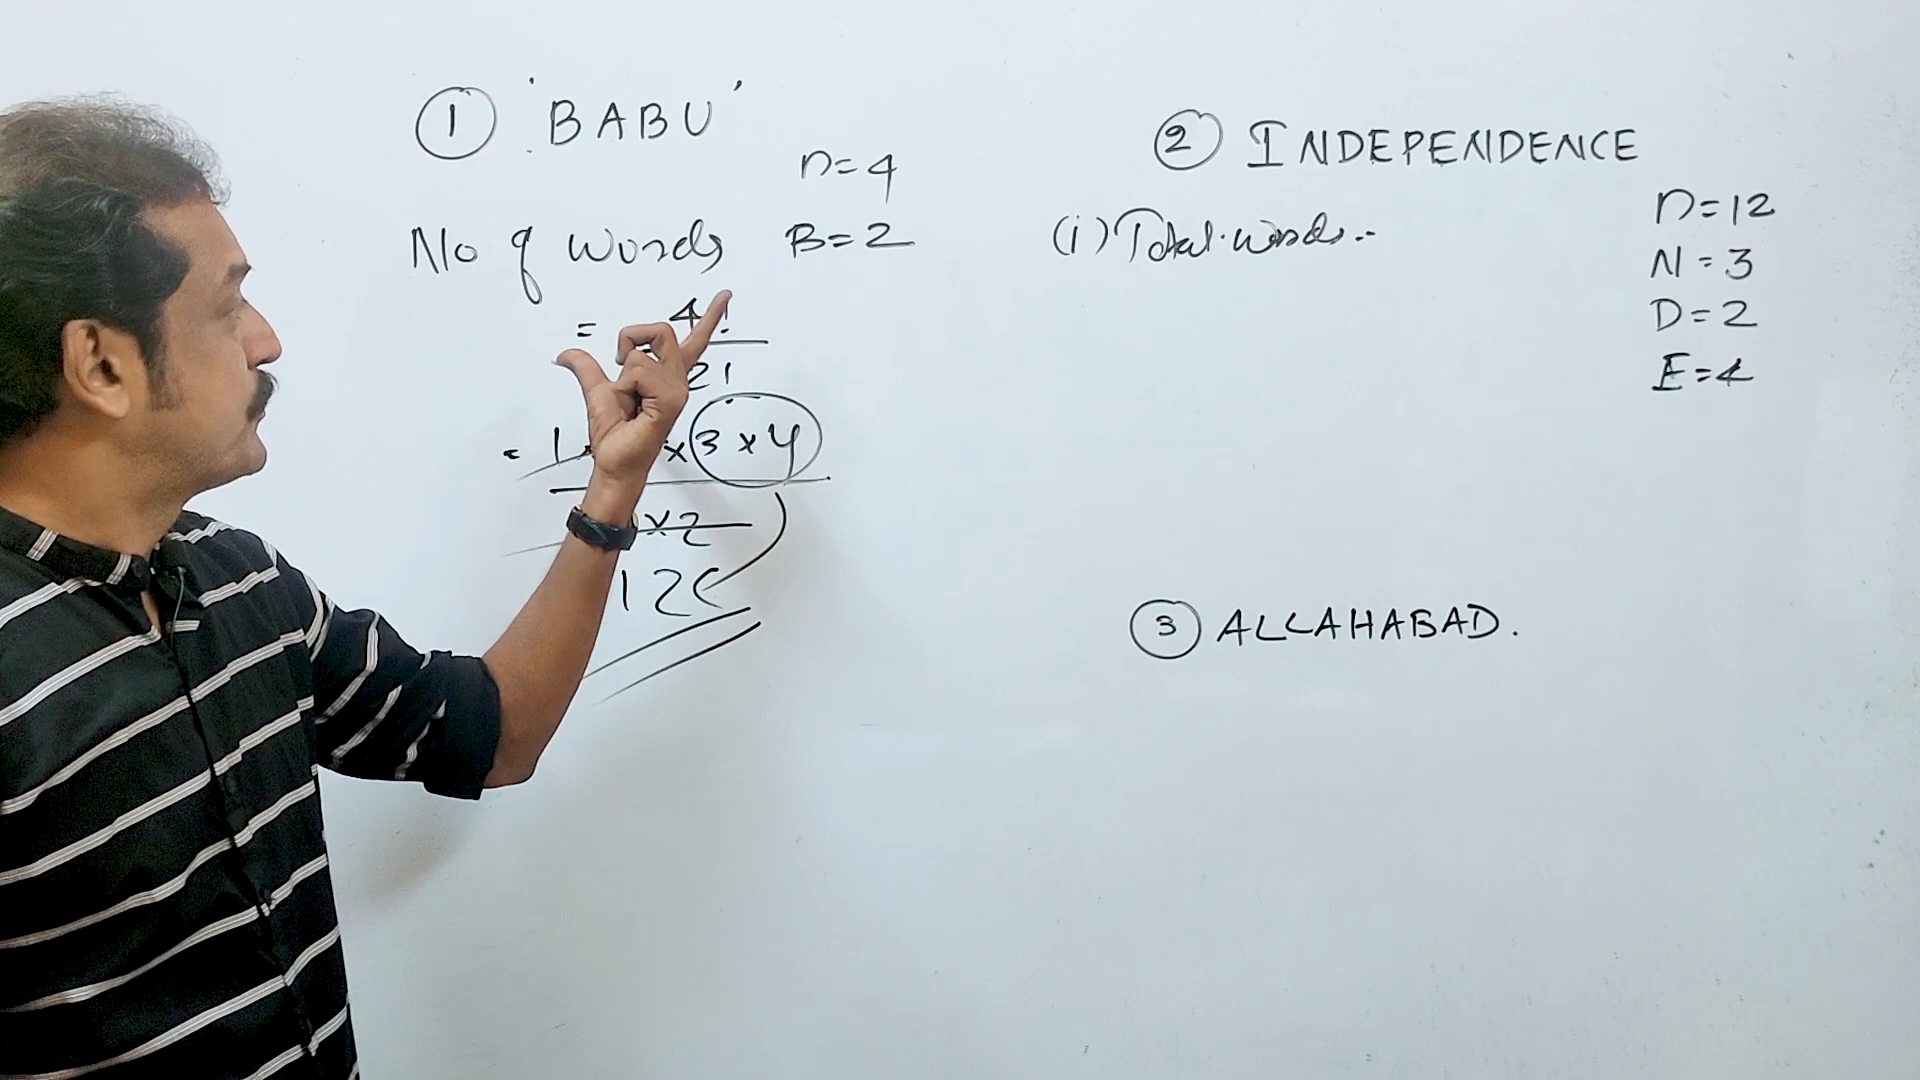 ① 'BABU'
n=4
No of words B=2
= 4!
2!
= 1 x 3 x 4
x2
12
② INDEPENDENCE
(i) Total words:-
n=12
N=3
D=2
E=4
③ ALLAHABAD.